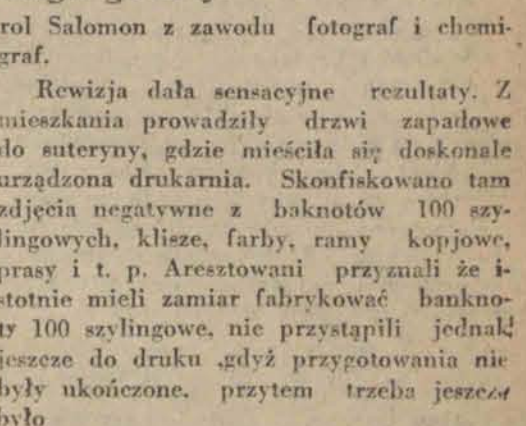 rol Salomon z zawodu fotograf i chemi-
graf.
Rewizja dała sensacyjne rezultaty. Z
mieszkania prowadziły drzwi zapadowe
do suteryny, gdzie mieściła się doskonale
urządzona drukarnia. Skonfiskowano tam
zdjęcia negatywne z baknotów 100 szy-
lingowych, klisze, farby, ramy kopjowe,
prasy i t. p. Aresztowani przyznali że i-
stotnie mieli zamiar fabrykować bankno-
ty 100 szylingowe, nie przystąpili jednak
jeszcze do druku ,gdyż przygotowania nie
były ukończone. przytem trzeba jeszcze
było